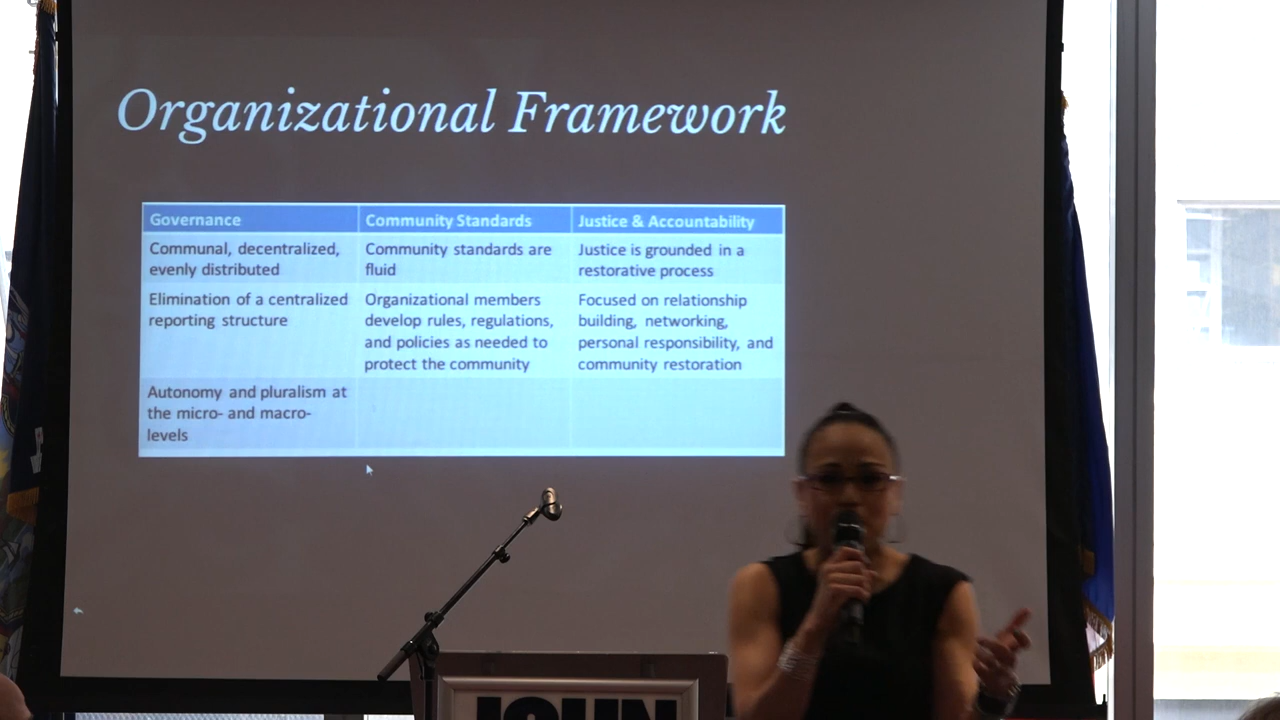 Organizational Framework
Governance
Community Standards
Justice & Accountability
Communal, decentralized,
evenly distributed
Community standards are
fluid
Justice is grounded in a
restorative process
Elimination of a centralized
reporting structure
Organizational members
develop rules, regulations,
and policies as needed to
protect the community
Focused on relationship
building, networking,
personal responsibility, and
community restoration
Autonomy and pluralism at
the micro- and macro-
levels
JOHN